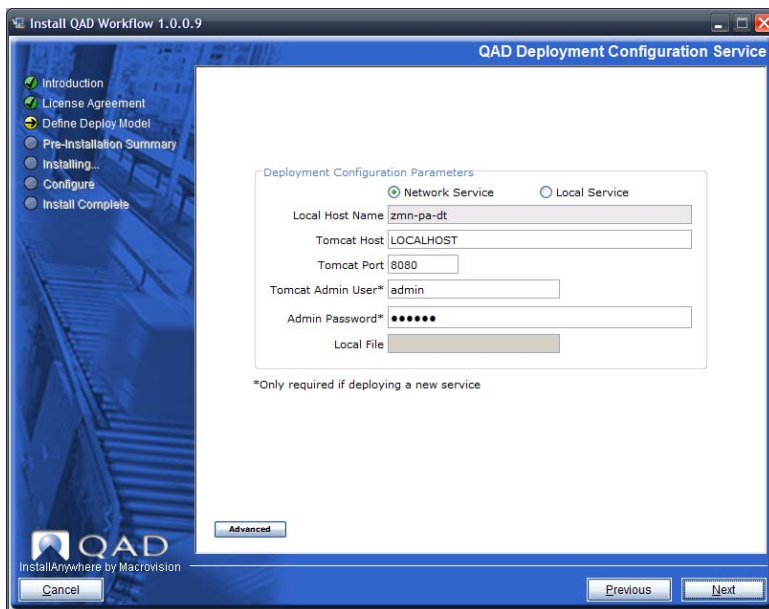 Install QAD Workflow 1.0.0.9
QAD Deployment Configuration Service
Introduction
License Agreement
Define Deploy Model
Pre-Installation Summary
Installing...
Configure
Install Complete
Deployment Configuration Parameters
Network Service Local Service
Local Host Name zmn-pa-dt
Tomcat Host LOCALHOST
Tomcat Port 8080
Tomcat Admin User* admin
Admin Password* ●●●●●●
Local File
*Only required if deploying a new service
Advanced
QAD
InstallAnywhere by Macrovision
Cancel Previous Next